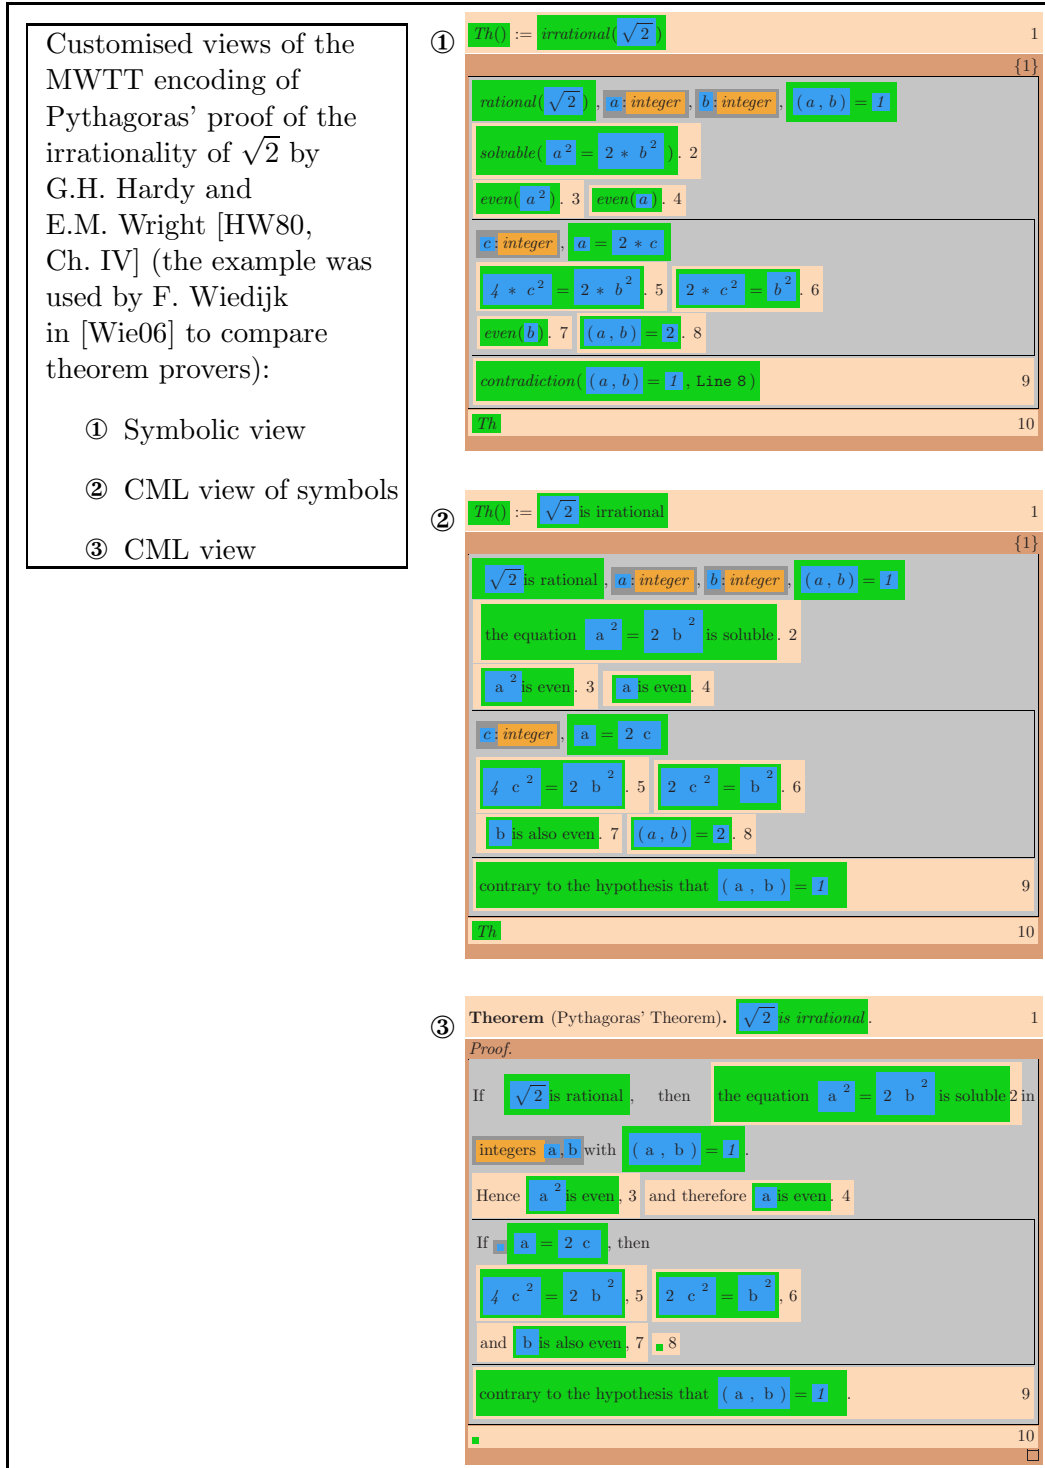 Customised views of the
MWTT encoding of
Pythagoras' proof of the
irrationality of √2 by
G.H. Hardy and
E.M. Wright [HW80,
Ch. IV] (the example was
used by F. Wiedijk
in [Wie06] to compare
theorem provers):
① Symbolic view
② CML view of symbols
③ CML view
①
Th() := irrational(√2) 1
{1}
rational(√2), a:integer, b:integer, (a, b) = 1
solvable(a² = 2 * b²). 2
even(a²). 3 even(a). 4
c:integer, a = 2 * c
4 * c² = 2 * b². 5 2 * c² = b². 6
even(b). 7 (a, b) = 2. 8
contradiction((a, b) = 1, Line 8) 9
Th 10
②
Th() := √2 is irrational 1
{1}
√2 is rational, a:integer, b:integer, (a, b) = 1
the equation a² = 2 b² is soluble. 2
a² is even. 3 a is even. 4
c:integer, a = 2 c
4 c² = 2 b². 5 2 c² = b². 6
b is also even. 7 (a, b) = 2. 8
contrary to the hypothesis that (a, b) = 1 9
Th 10
③
Theorem (Pythagoras' Theorem). √2 is irrational. 1
Proof.
If √2 is rational, then the equation a² = 2 b² is soluble 2 in
integers a, b with (a, b) = 1.
Hence a² is even, 3 and therefore a is even. 4
If a = 2 c, then
4 c² = 2 b², 5 2 c² = b², 6
and b is also even, 7 8
contrary to the hypothesis that (a, b) = 1. 9
10
□